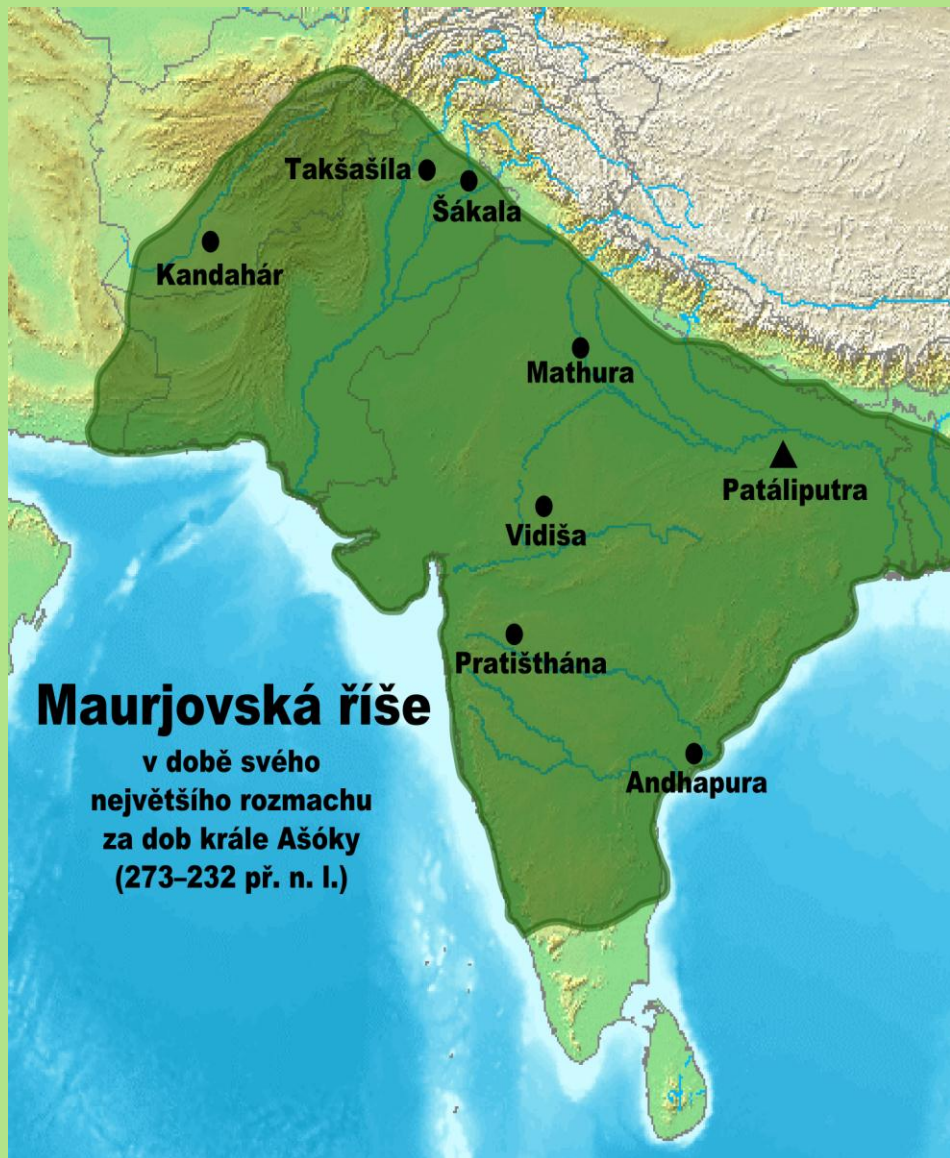 Takšašíla
Šákala
Kandahár
Mathura
Patáliputra
Vidiša
Pratišthána
Maurjovská říše
v době svého
největšího rozmachu
za dob krále Ašóky
(273–232 př. n. l.)
Andhapura